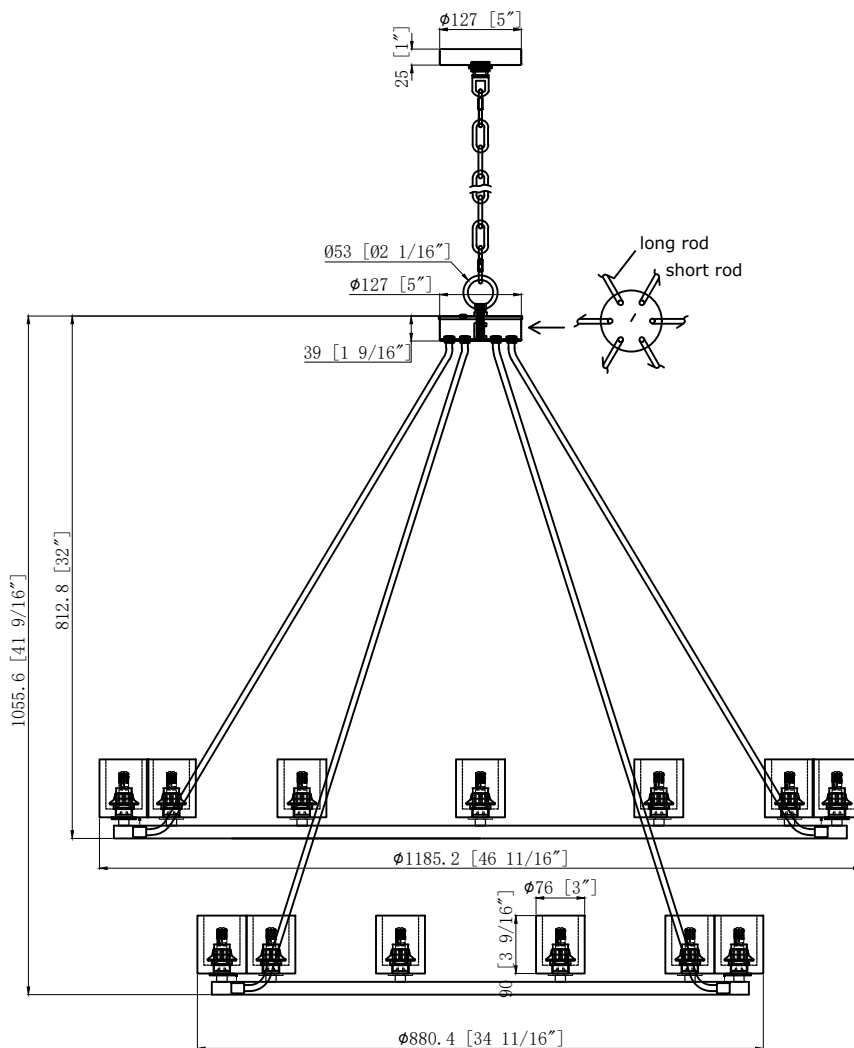 ϕ127 [5″]
25 [1″]
long rod
short rod
Ø53 [Ø2 1/16″]
ϕ127 [5″]
39 [1 9/16″]
812.8 [32″]
1055.6 [41 9/16″]
ϕ1185.2 [46 11/16″]
ϕ76 [3″]
90 [3 9/16″]
ϕ880.4 [34 11/16″]